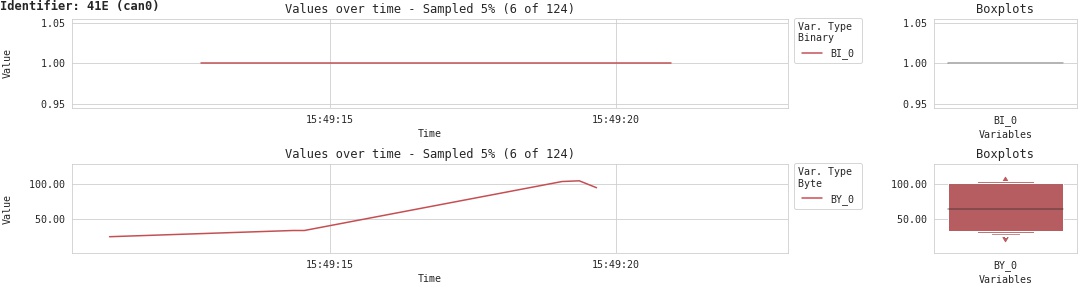 Identifier: 41E (can0)
Values over time - Sampled 5% (6 of 124)
Boxplots
1.05
1.00
0.95
Value
15:49:15
15:49:20
Time
Var. Type
Binary
BI_0
1.05
1.00
0.95
BI_0
Variables
Values over time - Sampled 5% (6 of 124)
Boxplots
100.00
50.00
Value
15:49:15
15:49:20
Time
Var. Type
Byte
BY_0
100.00
50.00
BY_0
Variables